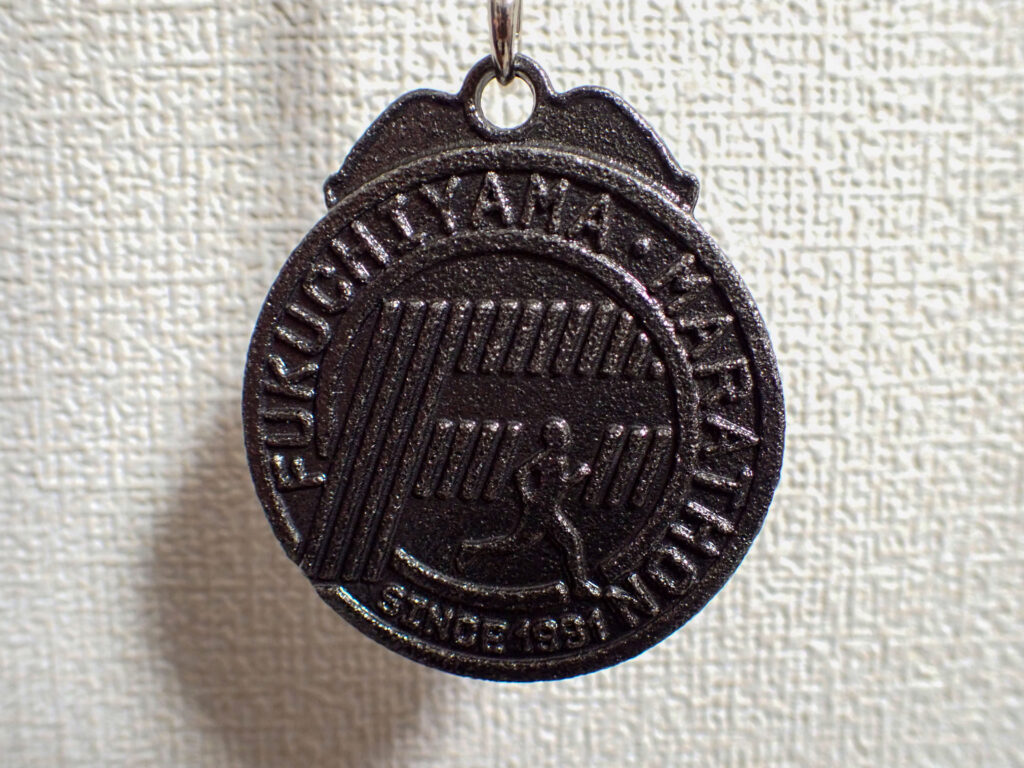 FUKUCHIYAMA · MARATHON
SINCE 1991